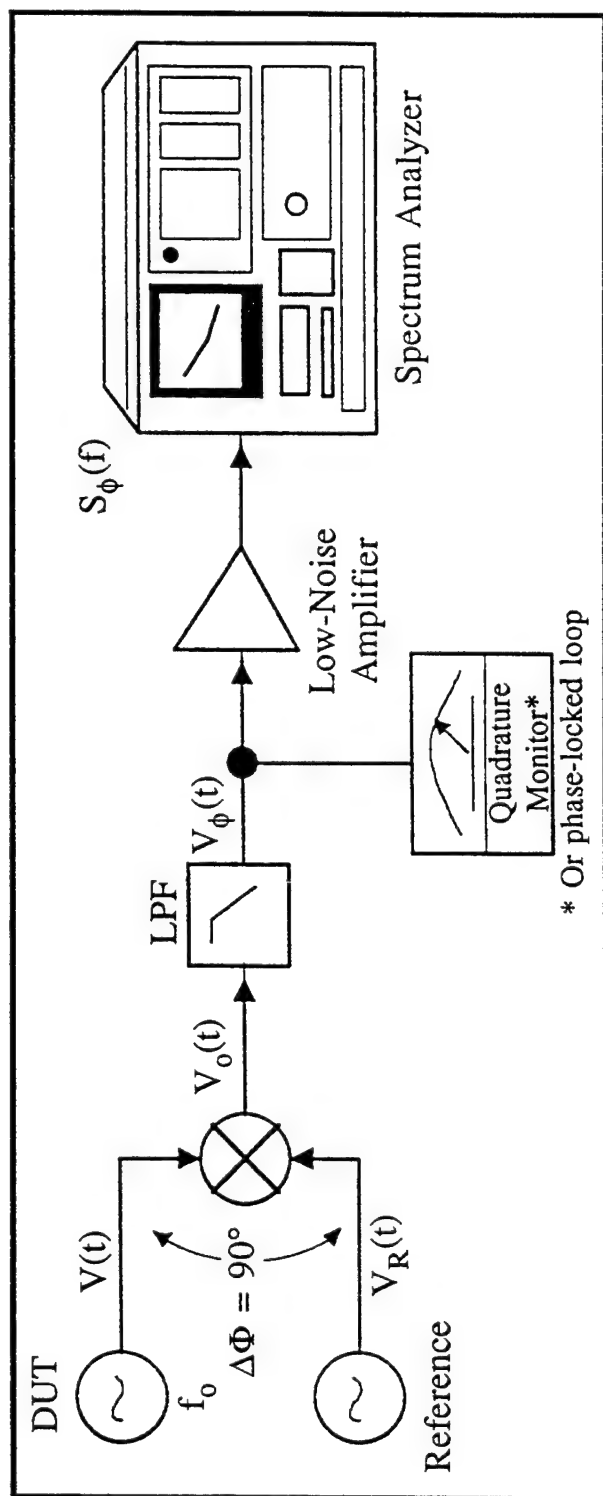 DUT
V(t)
fo
ΔΦ = 90°
VR(t)
Reference
Vo(t)
LPF
Vφ(t)
Low-Noise
Amplifier
Quadrature
Monitor*
* Or phase-locked loop
Sφ(f)
Spectrum Analyzer